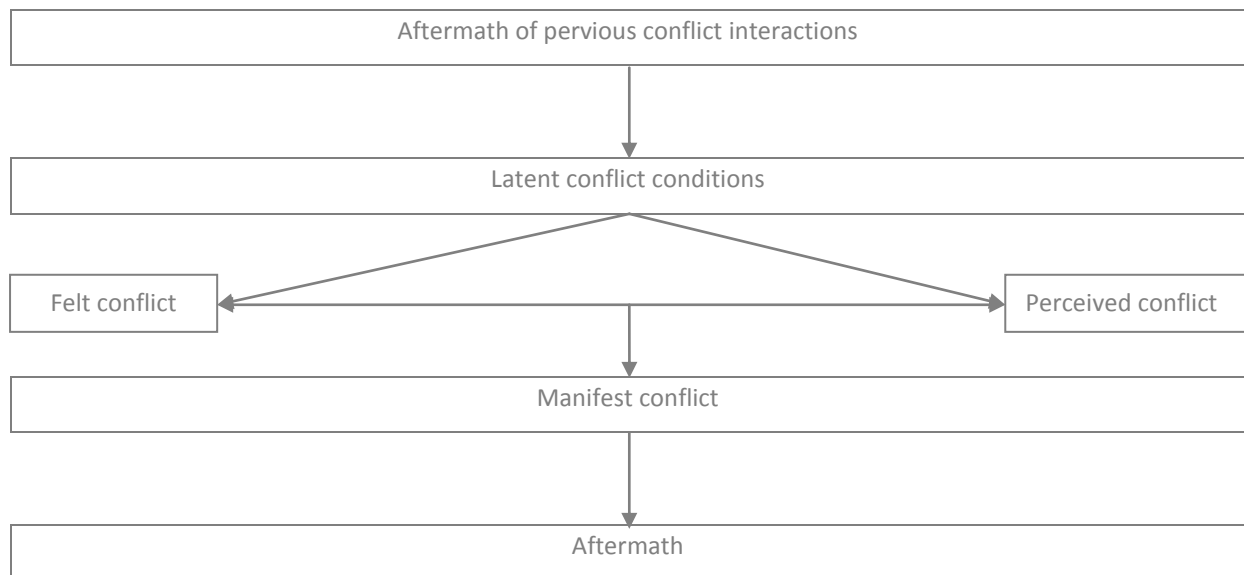 Aftermath of pervious conflict interactions
Latent conflict conditions
Felt conflict
Perceived conflict
Manifest conflict
Aftermath